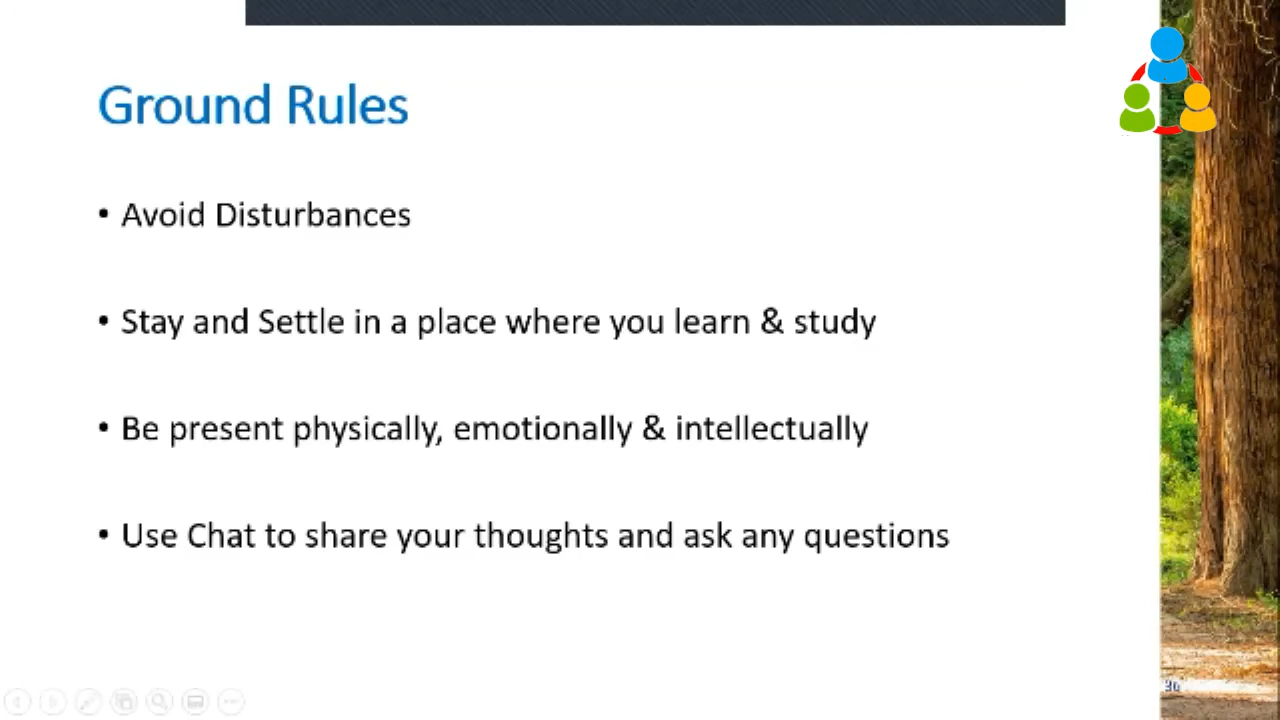 Ground Rules
• Avoid Disturbances
• Stay and Settle in a place where you learn & study
• Be present physically, emotionally & intellectually
• Use Chat to share your thoughts and ask any questions